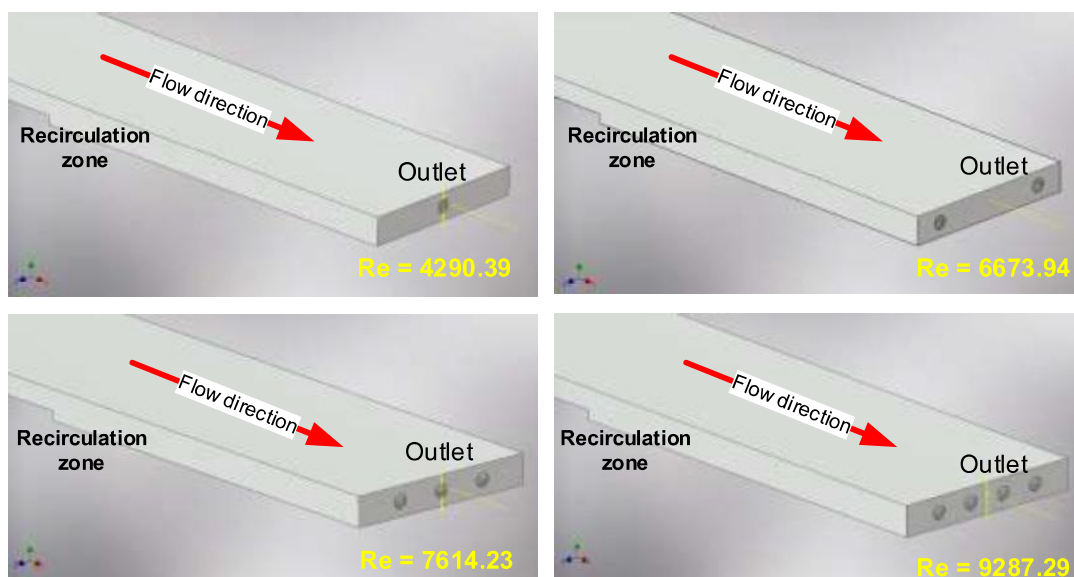 Flow direction
Recirculation
zone
Outlet
Re = 4290.39
Flow direction
Recirculation
zone
Outlet
Re = 6673.94
Flow direction
Recirculation
zone
Outlet
Re = 7614.23
Flow direction
Recirculation
zone
Outlet
Re = 9287.29